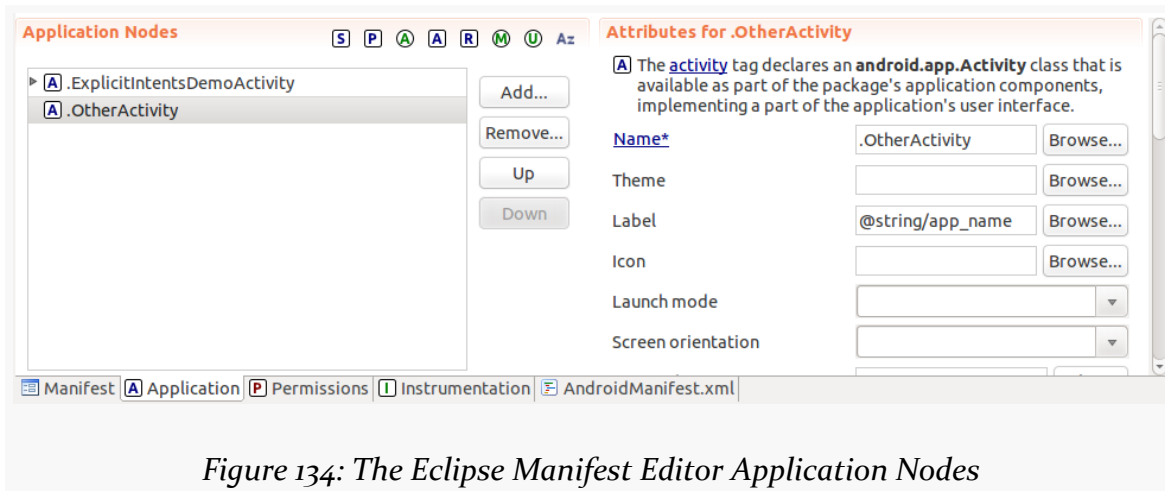 Application Nodes
S P A A R M U Az
A .ExplicitIntentsDemoActivity
A .OtherActivity
Add...
Remove...
Up
Down
Attributes for .OtherActivity
A The activity tag declares an android.app.Activity class that is
available as part of the package's application components,
implementing a part of the application's user interface.
Name* .OtherActivity Browse...
Theme Browse...
Label @string/app_name Browse...
Icon Browse...
Launch mode
Screen orientation
Manifest A Application P Permissions I Instrumentation AndroidManifest.xml
Figure 134: The Eclipse Manifest Editor Application Nodes